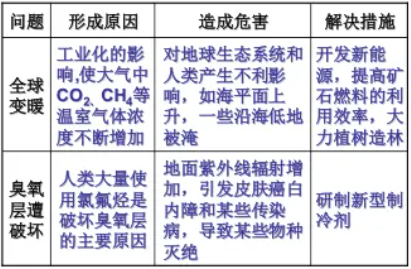 问题 形成原因 造成危害 解决措施
全球
变暖
工业化的影
响,使大气中
CO2、CH4等
温室气体浓
度不断增加
对地球生态系统和
人类产生不利影
响，如海平面上
升，一些沿海低地
被淹
开发新能
源，提高矿
石燃料的利
用效率，大
力植树造林
臭氧
层遭
破坏
人类大量使
用氯氟烃是
破坏臭氧层
的主要原因
地面紫外线辐射增
加，引发皮肤癌白
内障和某些传染
病，导致某些物种
灭绝
研制新型制
冷剂